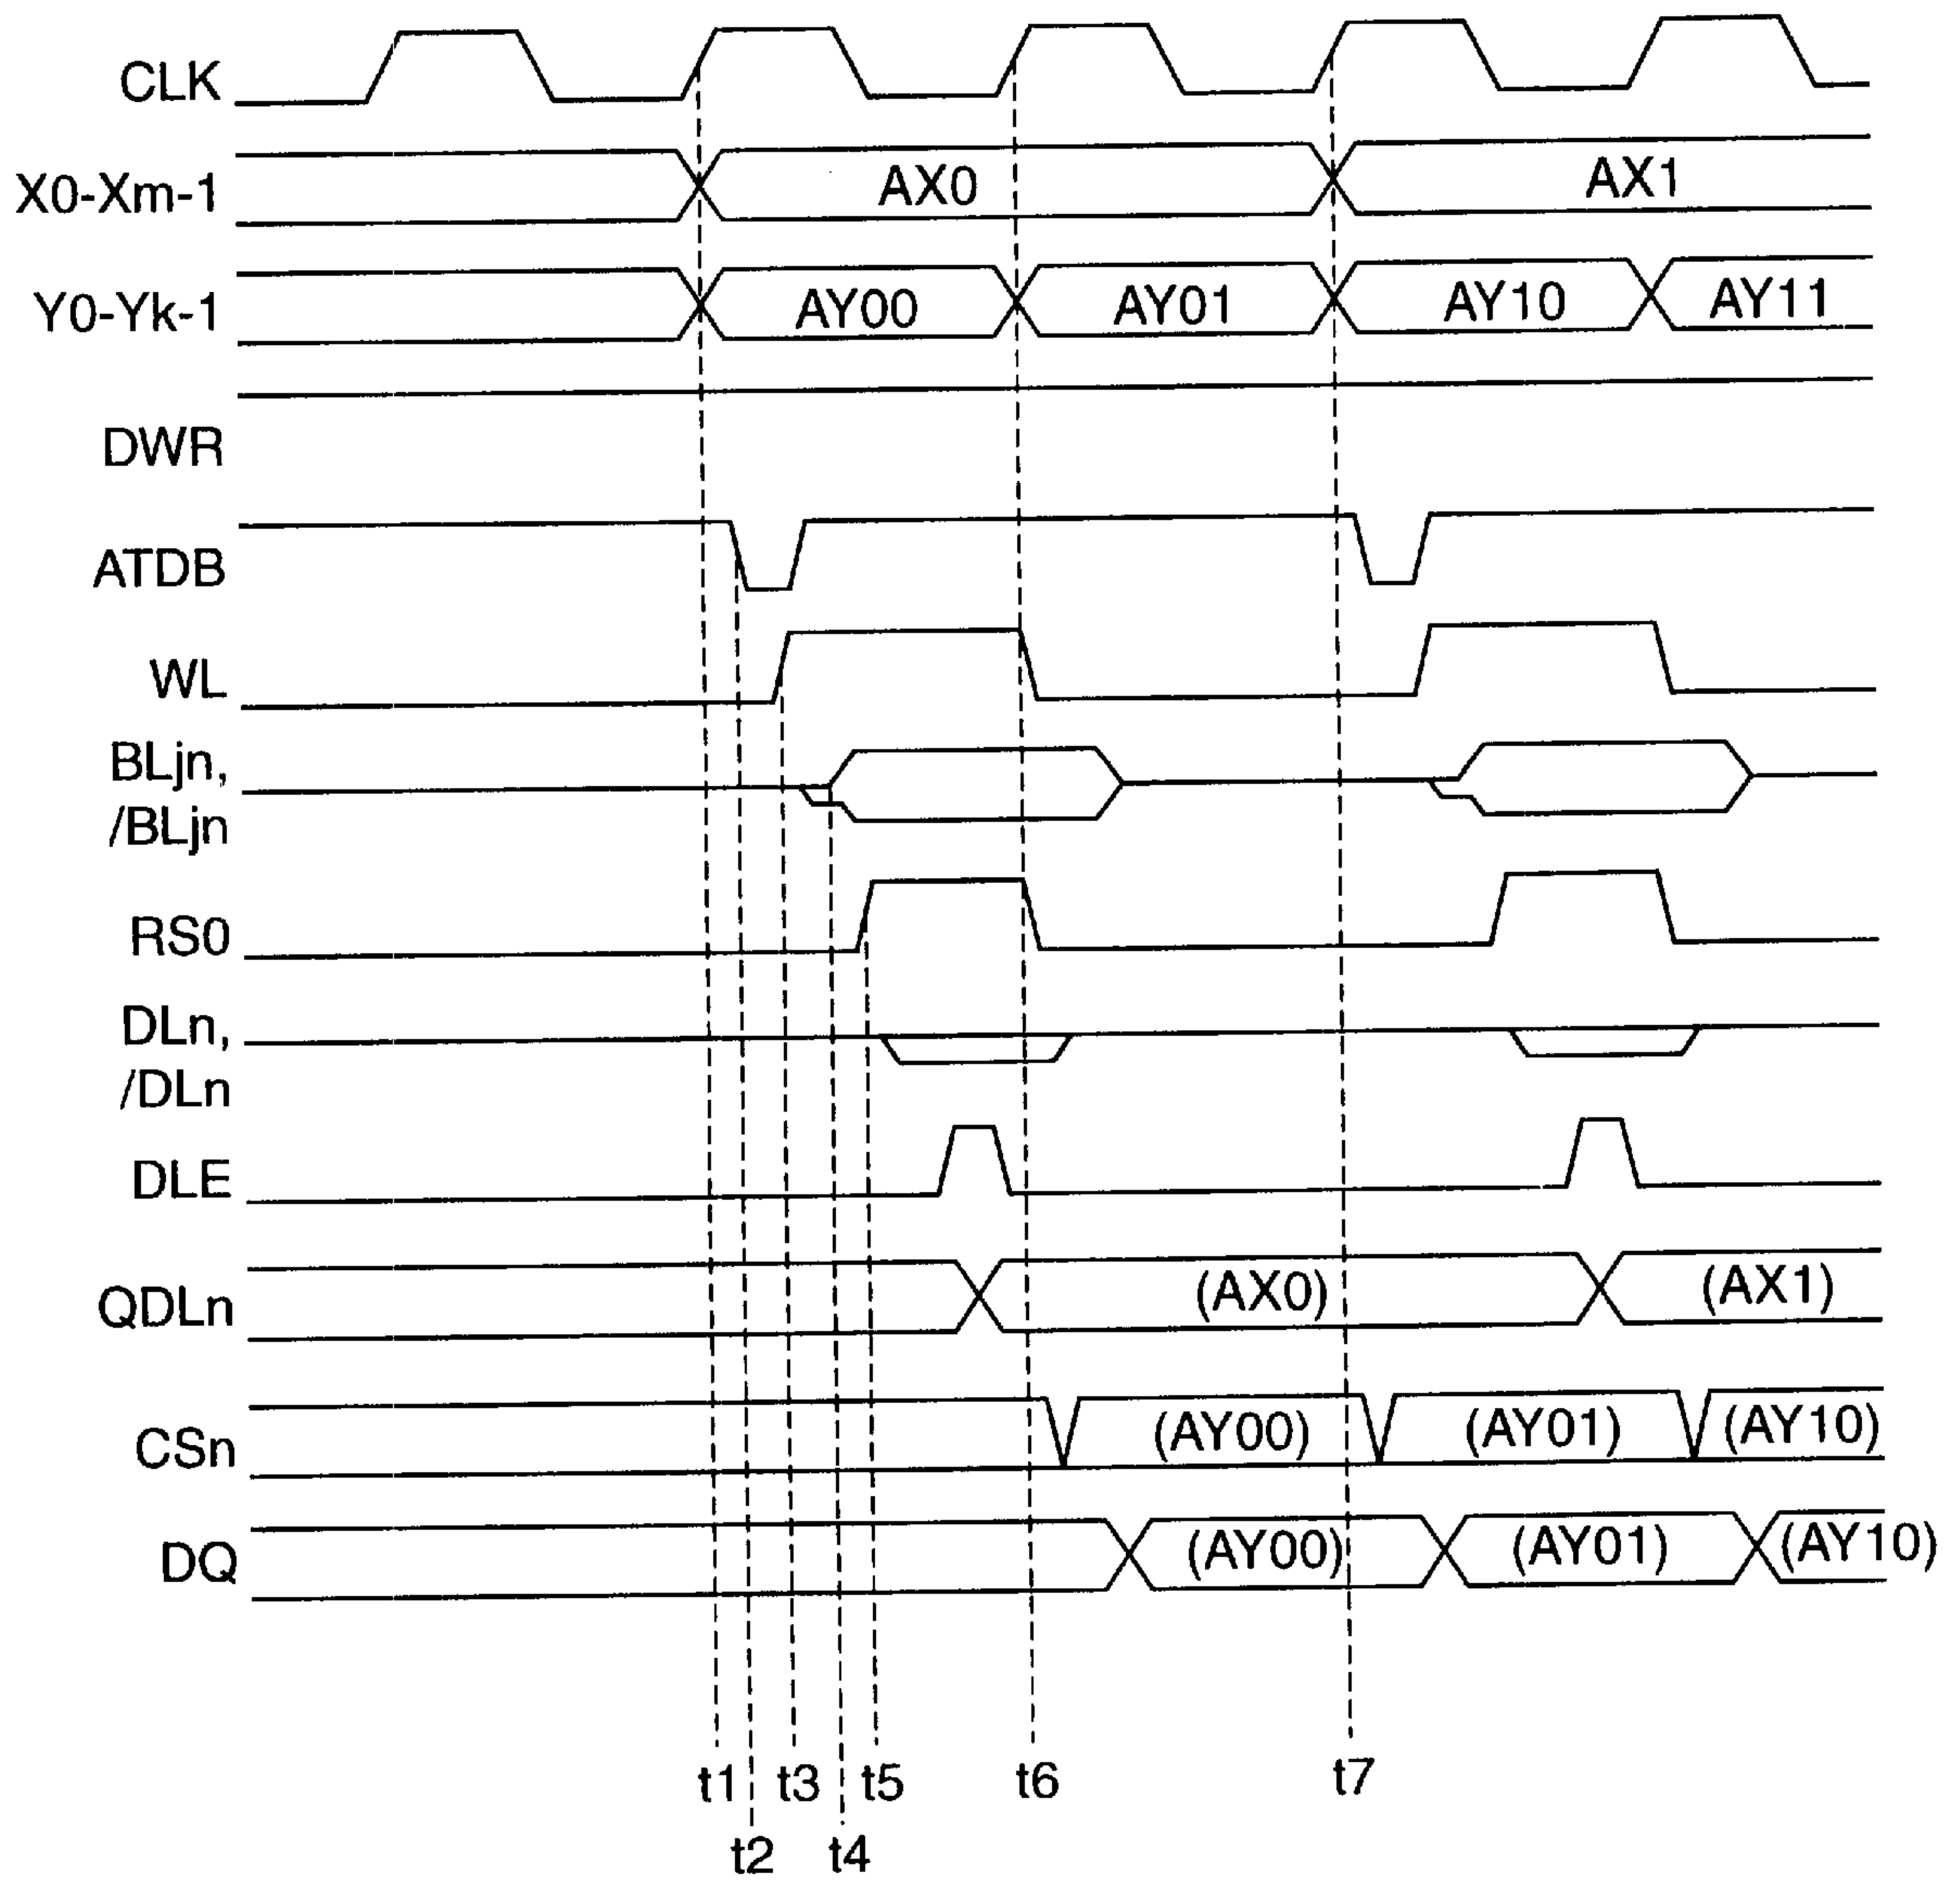 CLK
X0-Xm-1 AX0 AX1
Y0-Yk-1 AY00 AY01 AY10 AY11
DWR
ATDB
WL
BLjn,
/BLjn
RS0
DLn,
/DLn
DLE
QDLn (AX0) (AX1)
CSn (AY00) (AY01) (AY10)
DQ (AY00) (AY01) (AY10)
t1 t3 t5 t6 t7
t2 t4